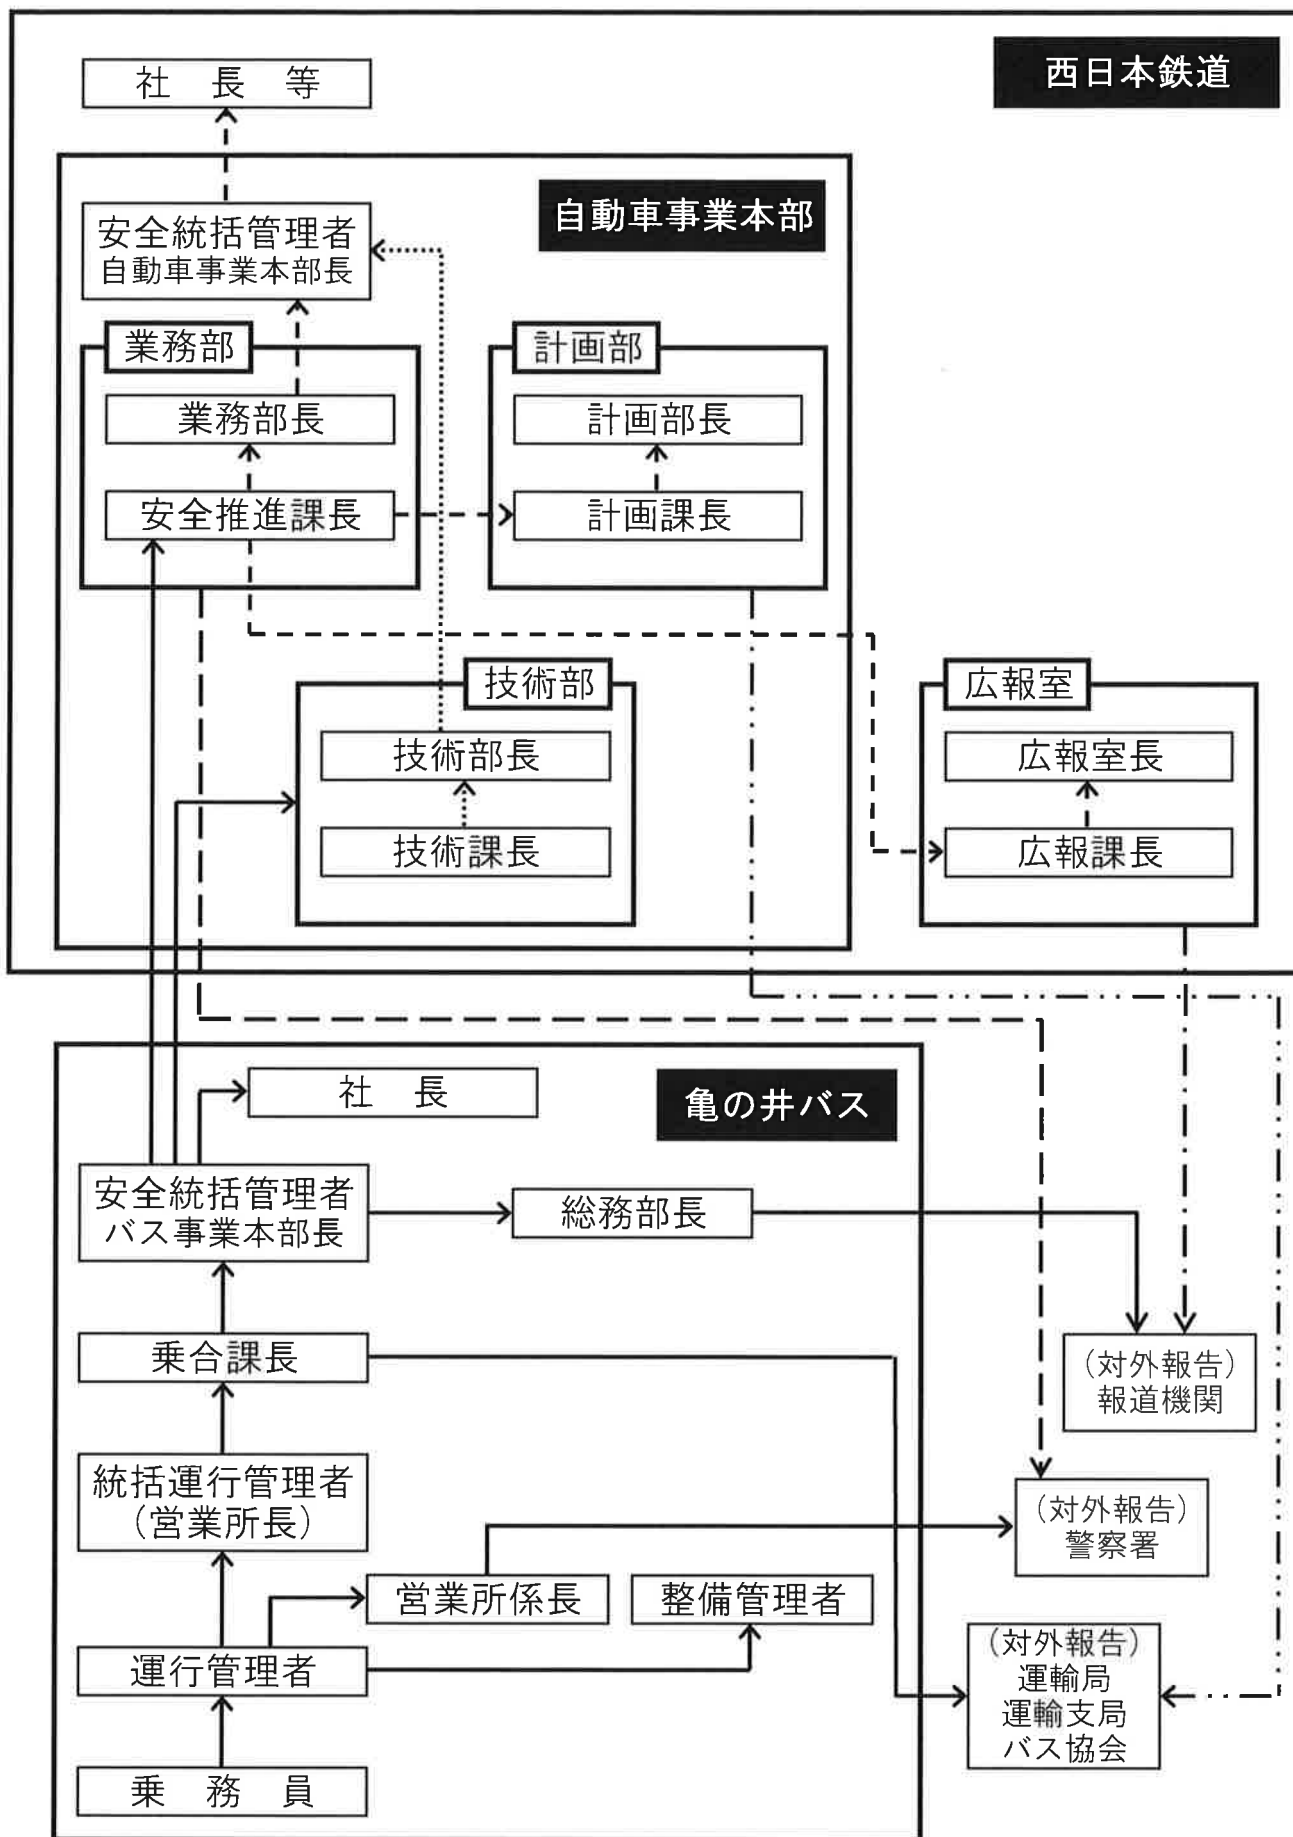 西日本鉄道
社　長　等
自動車事業本部
安全統括管理者
自動車事業本部長
業務部
計画部
業務部長
計画部長
安全推進課長
計画課長
技術部
広報室
技術部長
広報室長
技術課長
広報課長
社　長
亀の井バス
安全統括管理者
バス事業本部長
総務部長
乗合課長
（対外報告）
報道機関
統括運行管理者
（営業所長）
（対外報告）
警察署
営業所係長
整備管理者
運行管理者
（対外報告）
運輸局
運輸支局
バス協会
乗　務　員